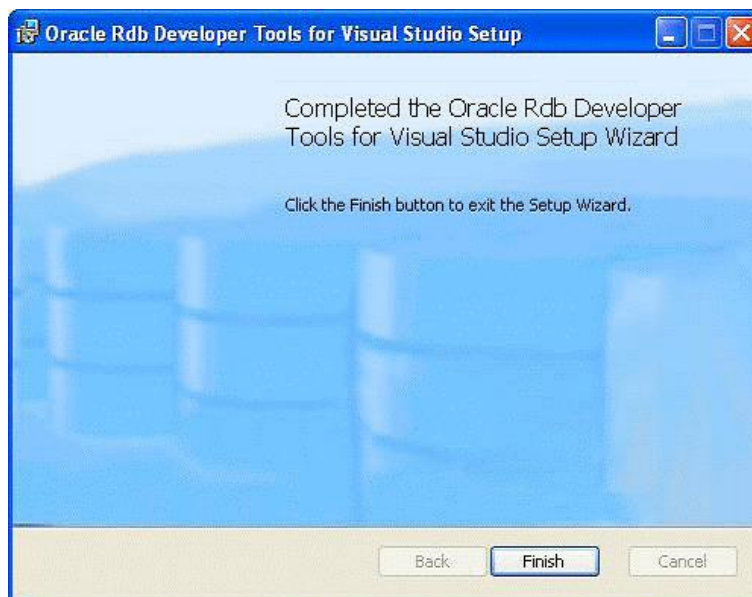 Oracle Rdb Developer Tools for Visual Studio Setup
Completed the Oracle Rdb Developer
Tools for Visual Studio Setup Wizard
Click the Finish button to exit the Setup Wizard.
Back Finish Cancel